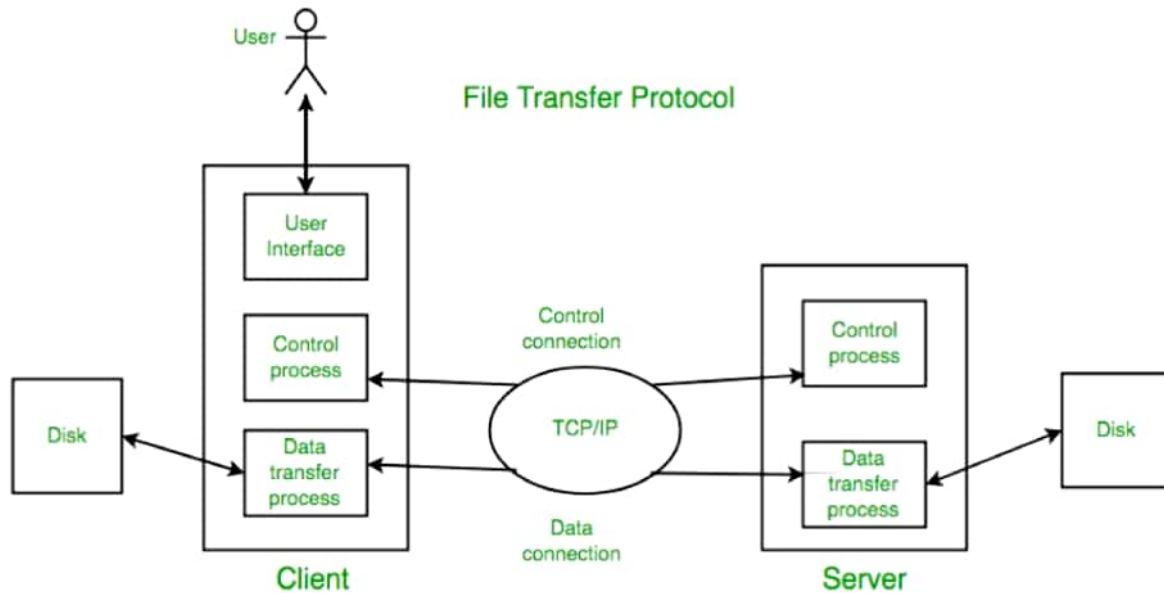 User
File Transfer Protocol
User
Interface
Control
process
Control
connection
Control
process
Disk
TCP/IP
Disk
Data
transfer
process
Data
transfer
process
Data
connection
Client
Server